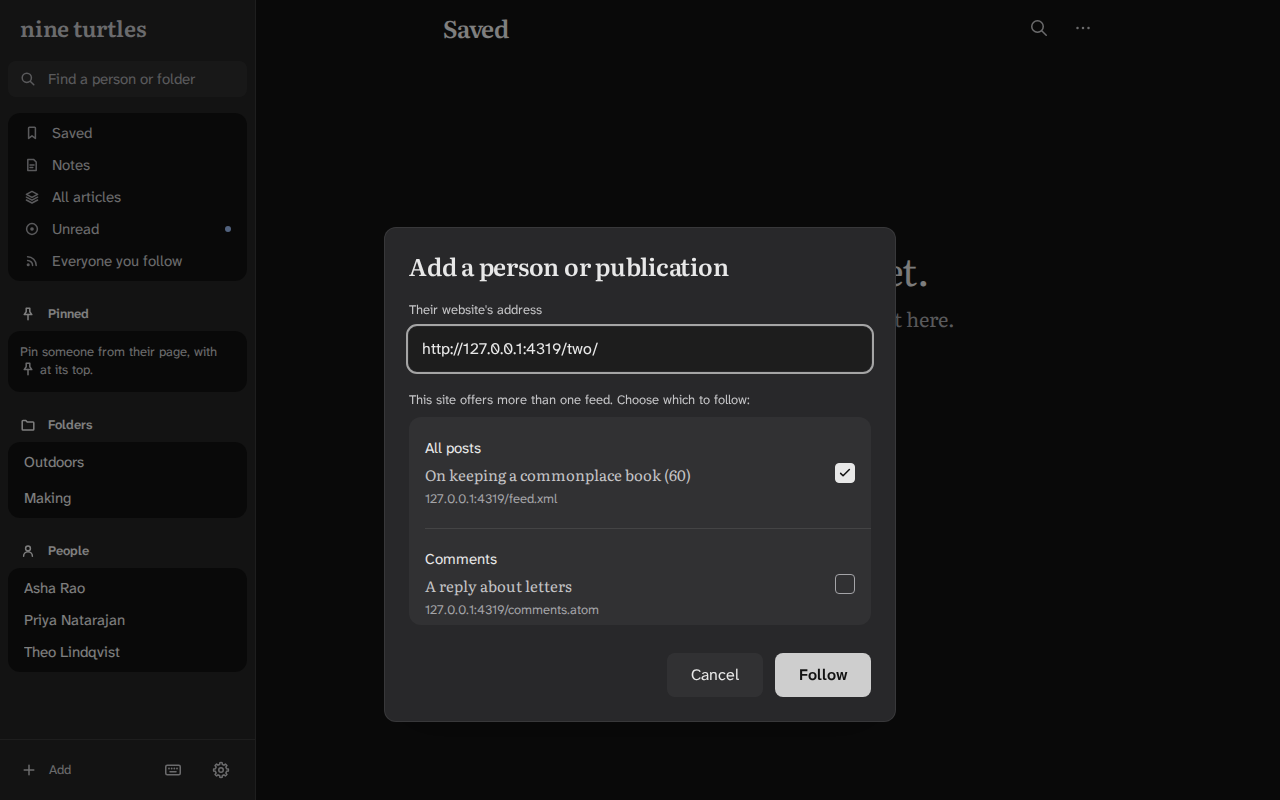 nine turtles
Find a person or folder
Saved
Notes
All articles
Unread
Everyone you follow
Pinned
Pin someone from their page, with
at its top.
Folders
Outdoors
Making
People
Asha Rao
Priya Natarajan
Theo Lindqvist
Add
Saved
et.
t here.
Add a person or publication
Their website's address
http://127.0.0.1:4319/two/
This site offers more than one feed. Choose which to follow:
All posts
On keeping a commonplace book (60)
127.0.0.1:4319/feed.xml
Comments
A reply about letters
127.0.0.1:4319/comments.atom
Cancel
Follow